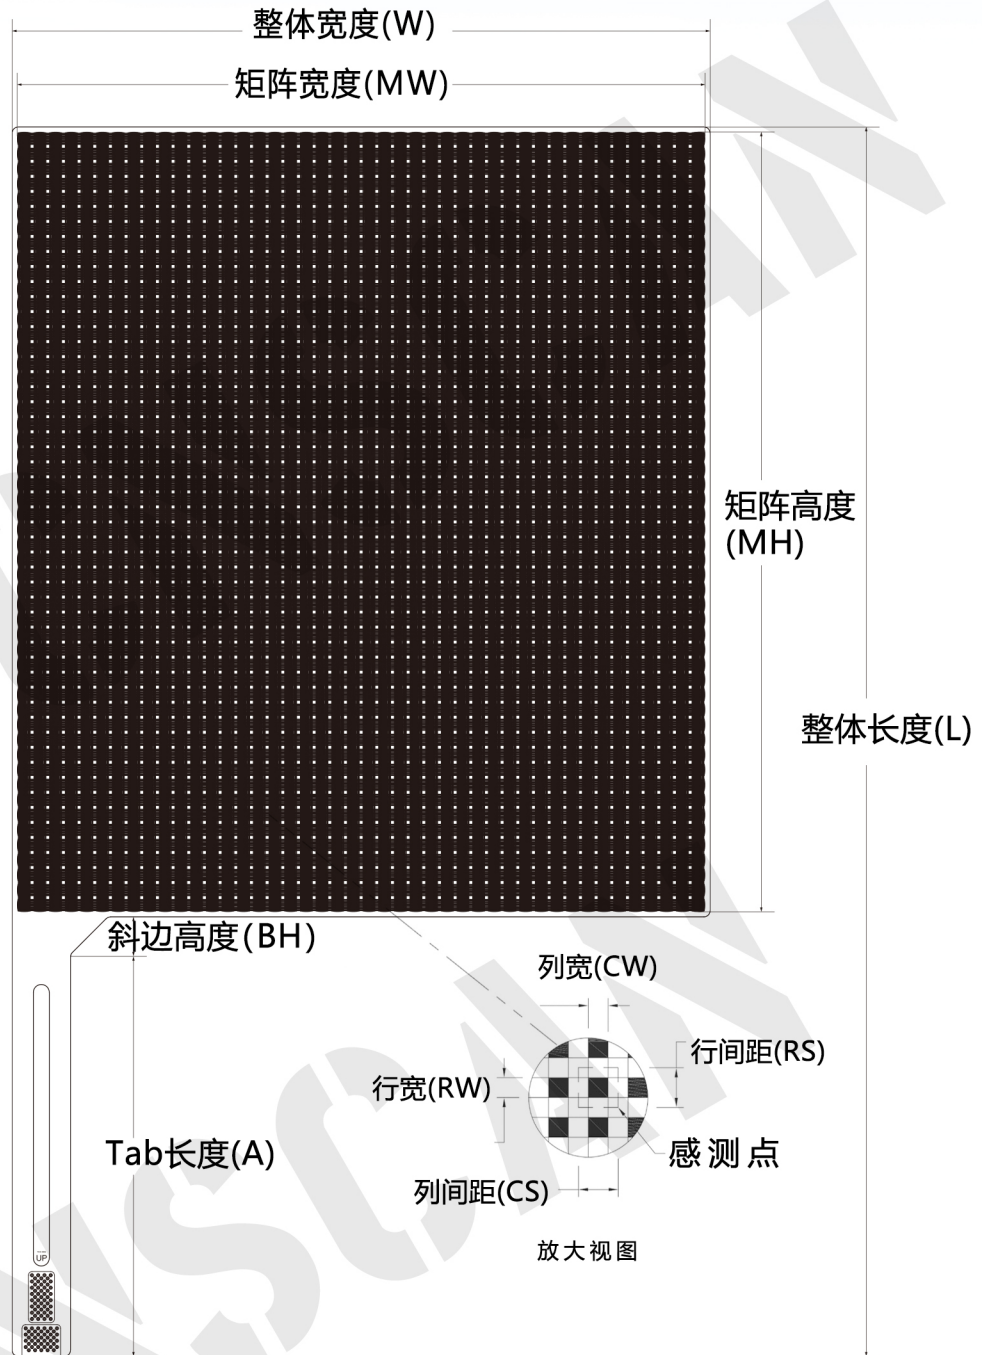 整体宽度(W)
矩阵宽度(MW)
矩阵高度
(MH)
整体长度(L)
斜边高度(BH)
列宽(CW)
行间距(RS)
行宽(RW)
感测点
Tab长度(A)
列间距(CS)
放大视图
UP